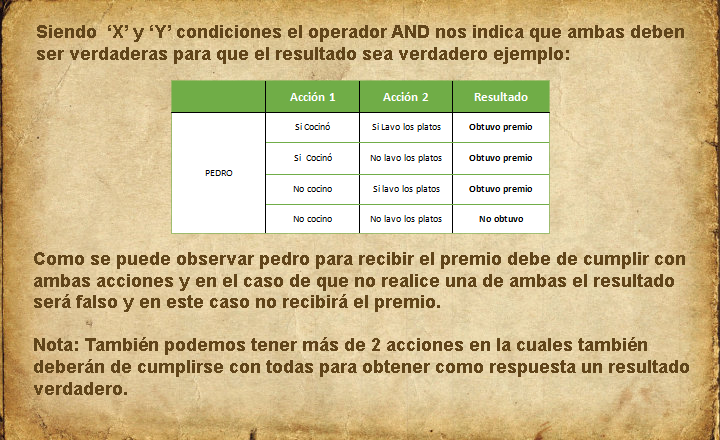 Siendo ‘X’ y ‘Y’ condiciones el operador AND nos indica que ambas deben
ser verdaderas para que el resultado sea verdadero ejemplo:
Acción 1 Acción 2 Resultado
Si Cocinó Si Lavo los platos Obtuvo premio
Si Cocinó No lavo los platos Obtuvo premio
PEDRO
No cocino Si lavo los platos Obtuvo premio
No cocino No lavo los platos No obtuvo
Como se puede observar pedro para recibir el premio debe de cumplir con
ambas acciones y en el caso de que no realice una de ambas el resultado
será falso y en este caso no recibirá el premio.
Nota: También podemos tener más de 2 acciones en la cuales también
deberán de cumplirse con todas para obtener como respuesta un resultado
verdadero.